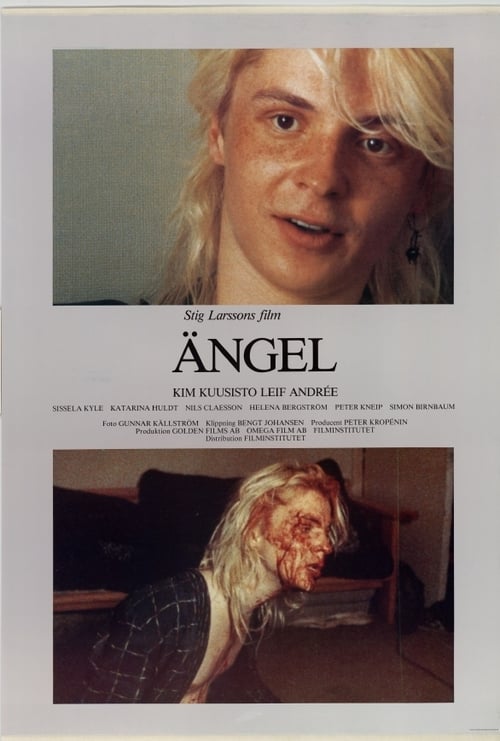 Stig Larssons film
ÄNGEL
KIM KUUSISTO LEIF ANDRÉE
SISSELA KYLE KATARINA HULDT NILS CLAESSON HELENA BERGSTRÖM PETER KNEIP SIMON BIRNBAUM
Foto GUNNAR KÄLLSTRÖM Klippning BENGT JOHANSEN Producent PETER KROPÉNIN
Produktion GOLDEN FILMS AB OMEGA FILM AB FILMINSTITUTET
Distribution FILMINSTITUTET